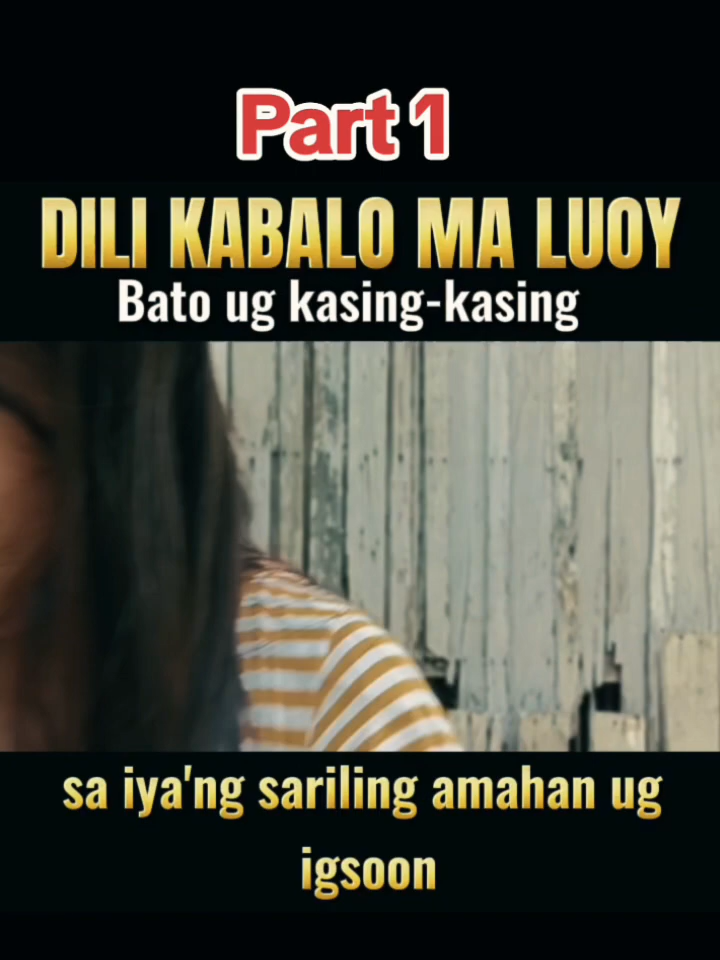 Part 1
DILI KABALO MA LUOY
Bato ug kasing-kasing
sa iya'ng sariling amahan ug
igsoon